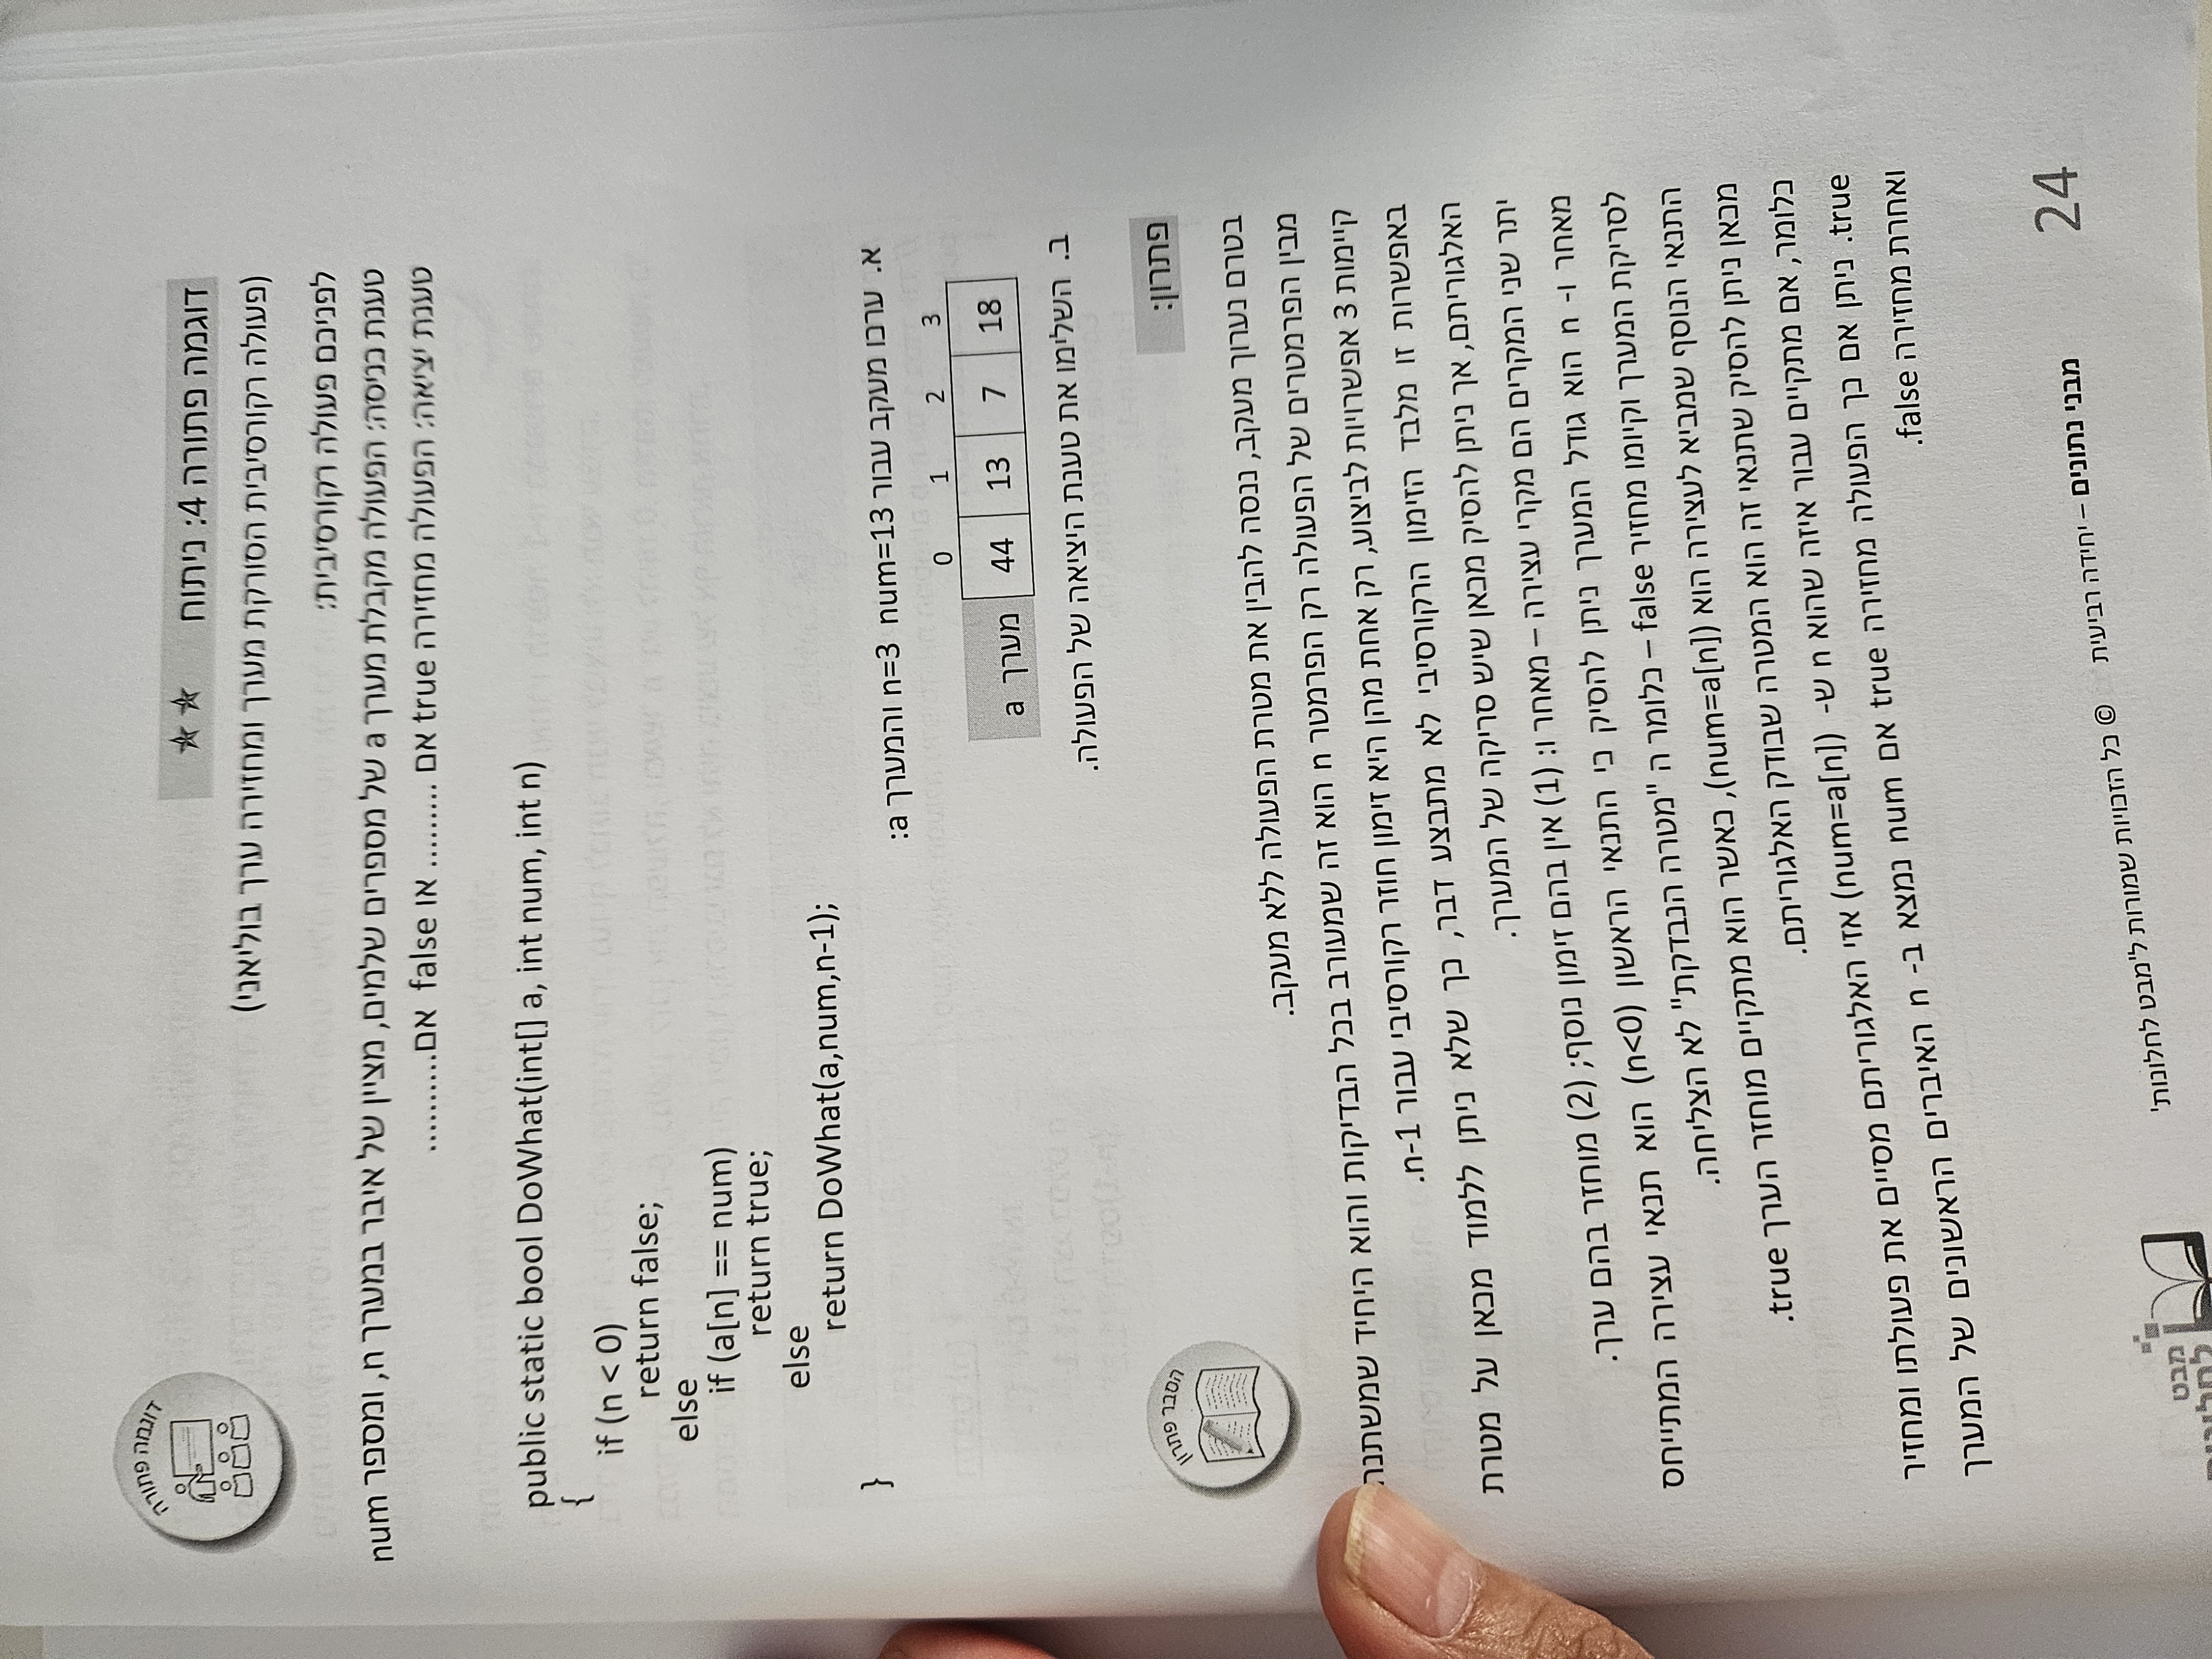 דוגמה פתורה
דוגמה פתורה 4: ניתוח ★★
(פעולה רקורסיבית הסורקת מערך ומחזירה ערך בוליאני)
לפניכם פעולה רקורסיבית:
טענת כניסה: הפעולה מקבלת מערך a של מספרים שלמים, מציין של איבר במערך n, ומספר num
טענת יציאה: הפעולה מחזירה true אם ......... או false אם..........
public static bool DoWhat(int[] a, int num, int n)
{
if (n < 0)
return false;
else
if (a[n] == num)
return true;
else
return DoWhat(a,num,n-1);
}
א. ערכו מעקב עבור n=3 num=13 והמערך a:
0 1 2 3
מערך a 44 13 7 18
ב. השלימו את טענת היציאה של הפעולה.
פתרון:
הסבר פתרון
בטרם נערוך מעקב, ננסה להבין את מטרת הפעולה ללא מעקב.
מבין הפרמטרים של הפעולה רק הפרמטר n הוא זה שמעורב בכל הבדיקות והוא היחיד שמשתנה
קיימות 3 אפשרויות לביצוע, רק אחת מהן היא זימון חוזר רקורסיבי עבור n-1.
באפשרות זו מלבד הזימון הרקורסיבי לא מתבצע דבר, כך שלא ניתן ללמוד מכאן על מטרת
האלגוריתם, אך ניתן להסיק מכאן שיש סריקה של המערך.
יתר שני המקרים הם מקרי עצירה – מאחר ו: (1) אין בהם זימון נוסף; (2) מוחזר בהם ערך.
מאחר ו- n הוא גודל המערך ניתן להסיק כי התנאי הראשון (n<0) הוא תנאי עצירה המתייחס
לסריקת המערך וקיומו מחזיר false – כלומר ה "מטרה הנבדקת" לא הצליחה.
התנאי הנוסף שמביא לעצירה הוא (num=a[n]), כאשר הוא מתקיים מוחזר הערך true.
מכאן ניתן להסיק שתנאי זה הוא המטרה שבודק האלגוריתם.
כלומר, אם מתקיים עבור איזה שהוא n ש- (num=a[n]) אזי האלגוריתם מסיים את פעולתו ומחזיר
true. ניתן אם כך הפעולה מחזירה true אם num נמצא ב- n האיברים הראשונים של המערך
ואחרת מחזירה false.
24
מבני נתונים – יחידה רביעית © כל הזכויות שמורות ל'מבט לחלונות'
מבט
לחלונות